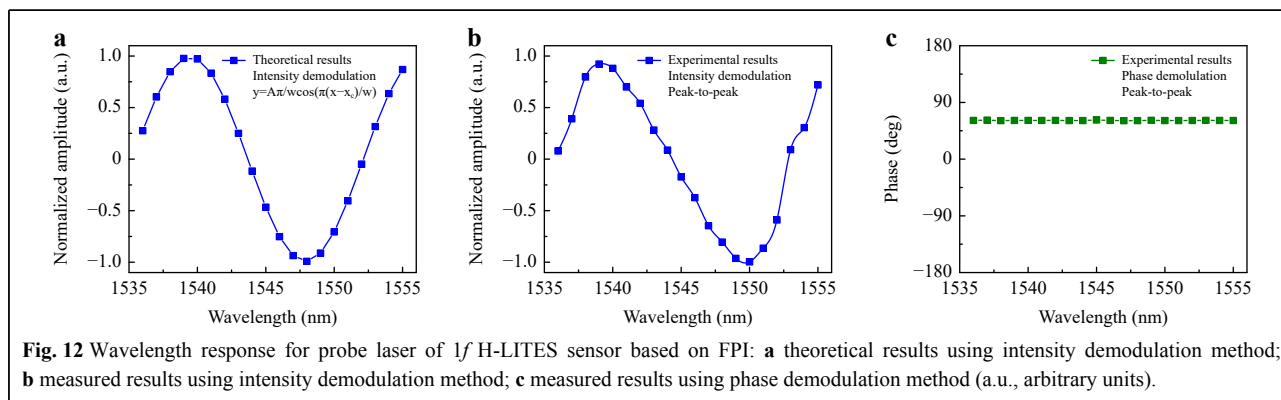 a
1.0
0.5
0
−0.5
−1.0
Normalized amplitude (a.u.)
Theoretical results
Intensity demodulation
y=Aπ/wcos(π(x−x_c)/w)
1535 1540 1545 1550 1555
Wavelength (nm)
b
1.0
0.5
0
−0.5
−1.0
Normalized amplitude (a.u.)
Experimental results
Intensity demodulation
Peak-to-peak
1535 1540 1545 1550 1555
Wavelength (nm)
c
180
90
0
−90
−180
Phase (deg)
Experimental results
Phase demolulation
Peak-to-peak
1535 1540 1545 1550 1555
Wavelength (nm)
Fig. 12 Wavelength response for probe laser of 1f H-LITES sensor based on FPI: a theoretical results using intensity demodulation method;
b measured results using intensity demodulation method; c measured results using phase demodulation method (a.u., arbitrary units).